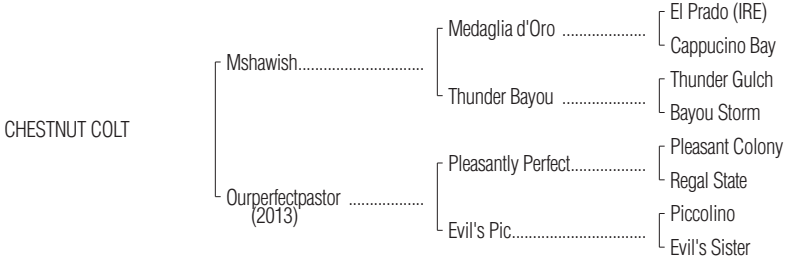 El Prado (IRE)
Medaglia d'Oro ....................
Cappucino Bay
Mshawish..............................
Thunder Gulch
Thunder Bayou ....................
Bayou Storm
CHESTNUT COLT
Pleasant Colony
Pleasantly Perfect..................
Regal State
Ourperfectpastor ..................
(2013)
Piccolino
Evil's Pic................................
Evil's Sister